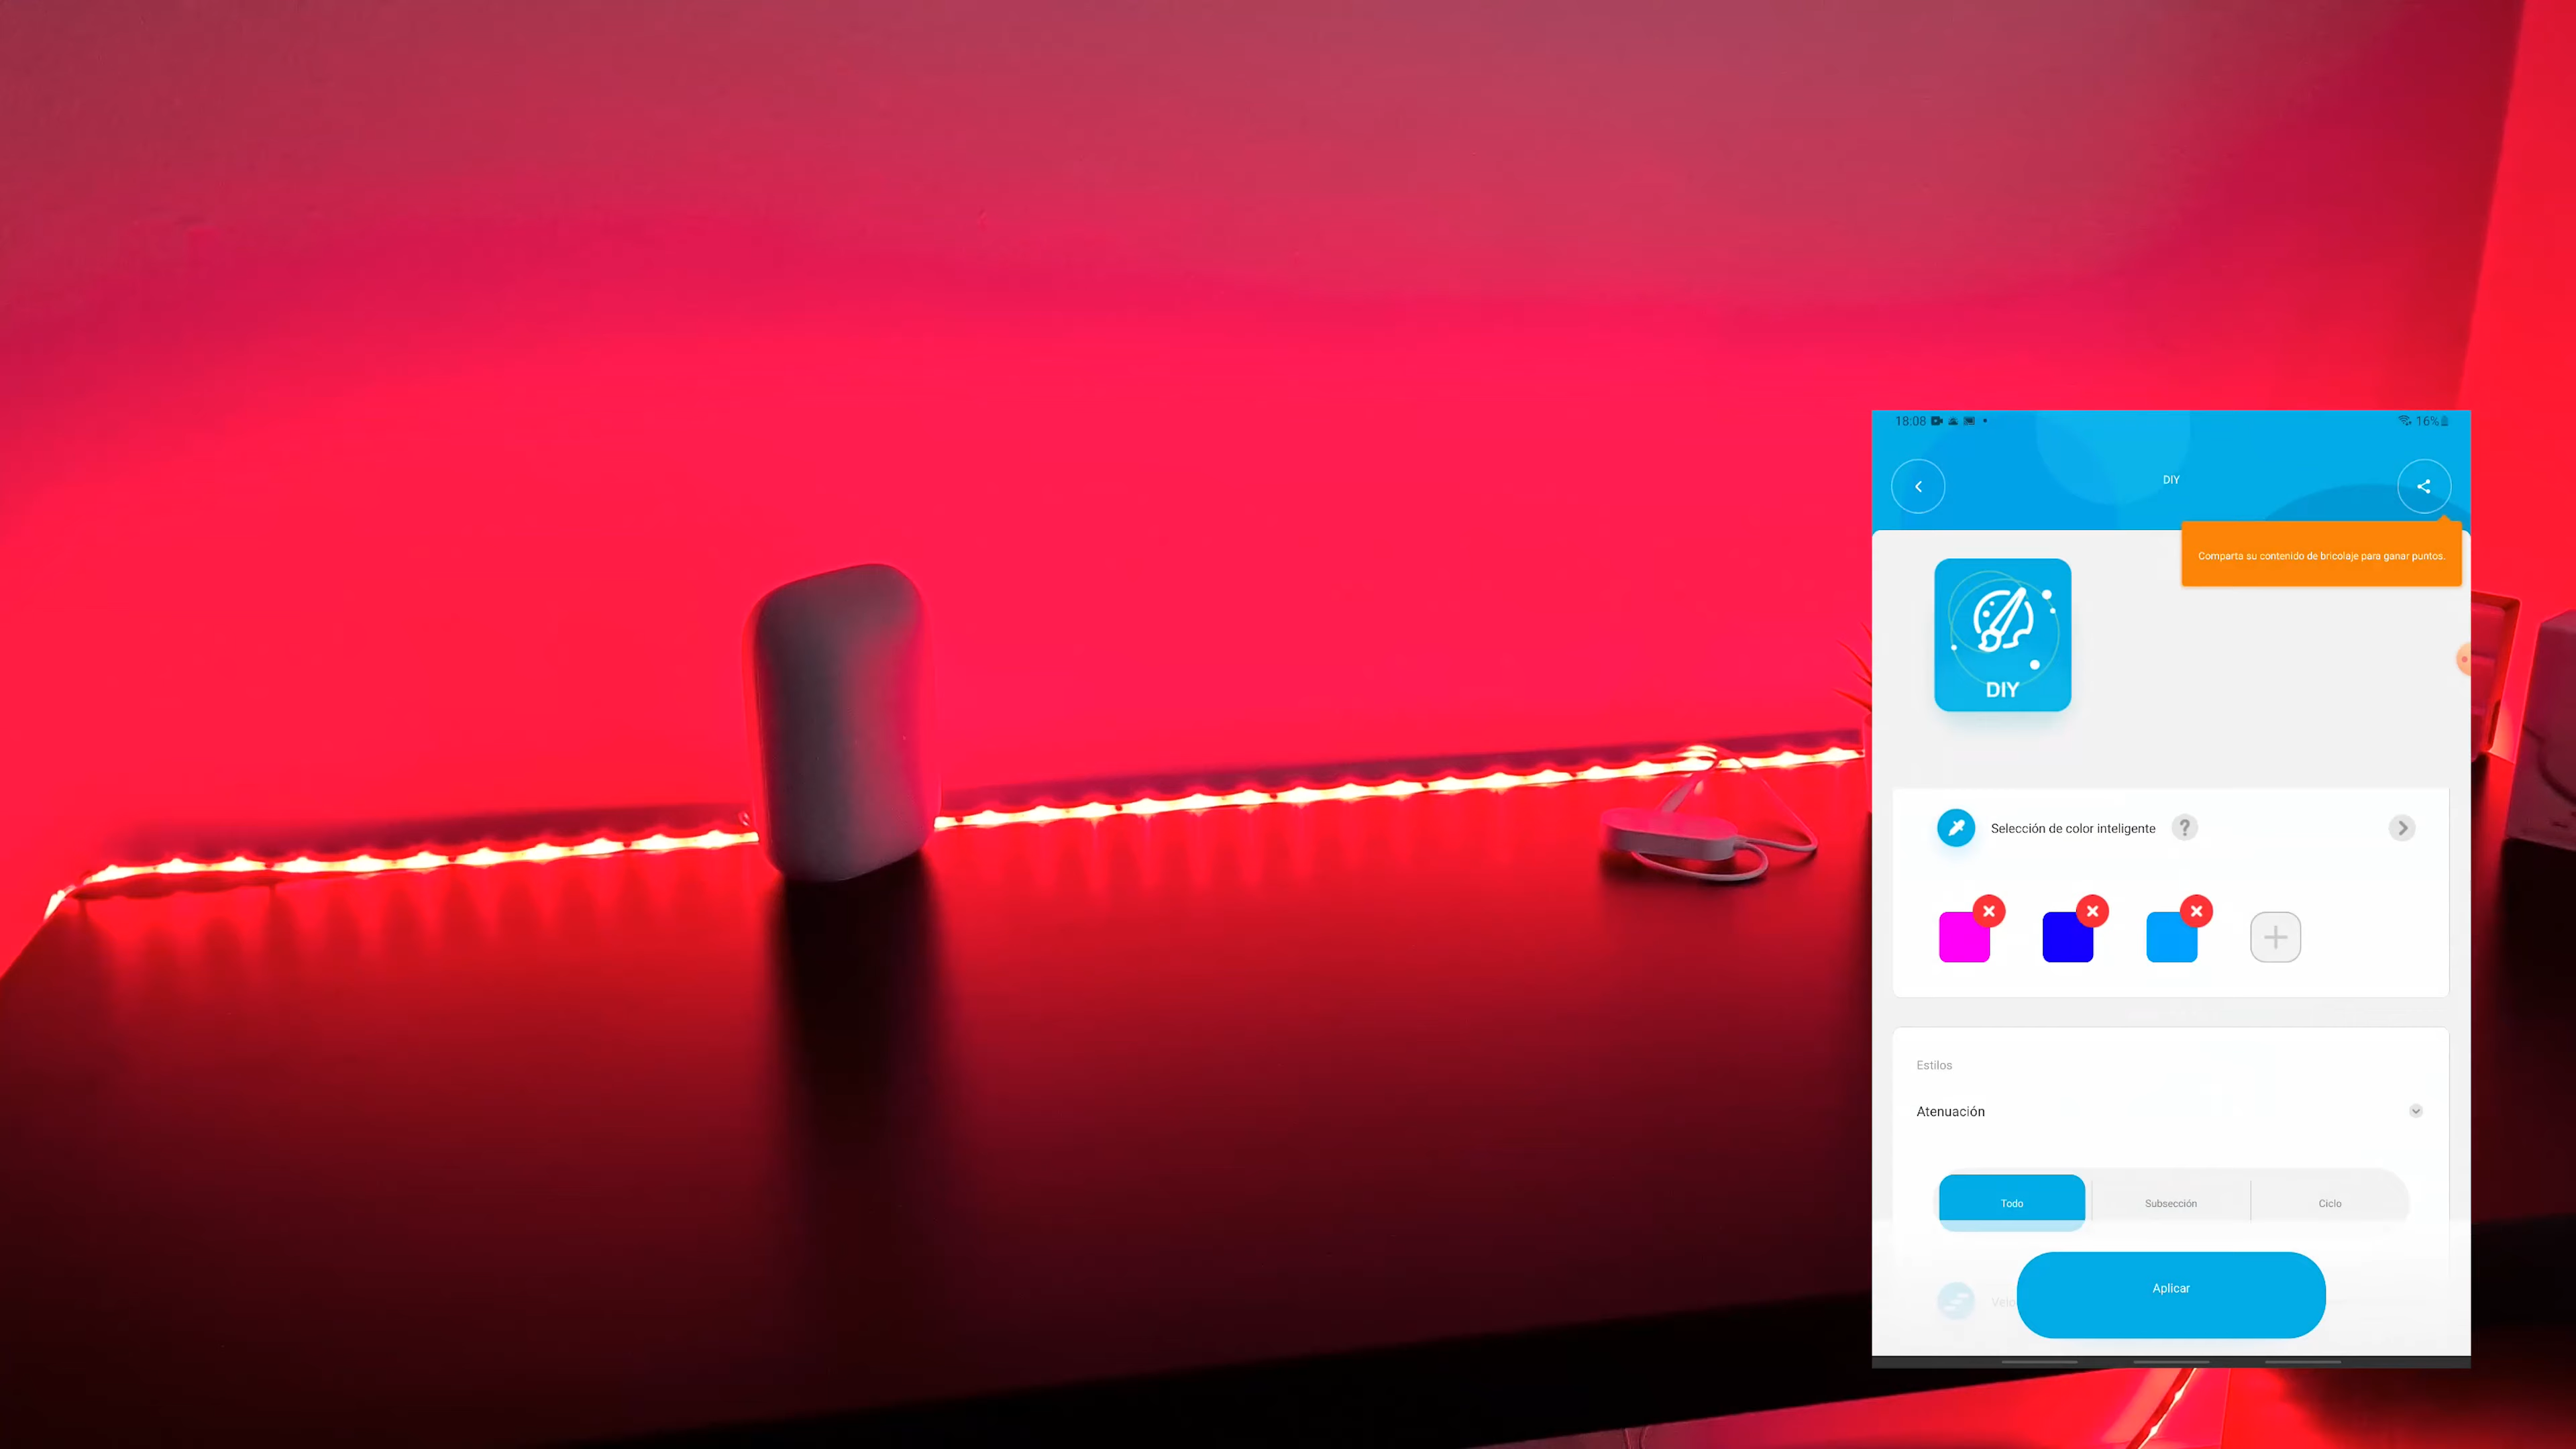 18:08
16%
DIY
Comparta su contenido de bricolaje para ganar puntos.
DIY
Selección de color inteligente
?
Estilos
Atenuación
Todo
Subsección
Ciclo
Aplicar